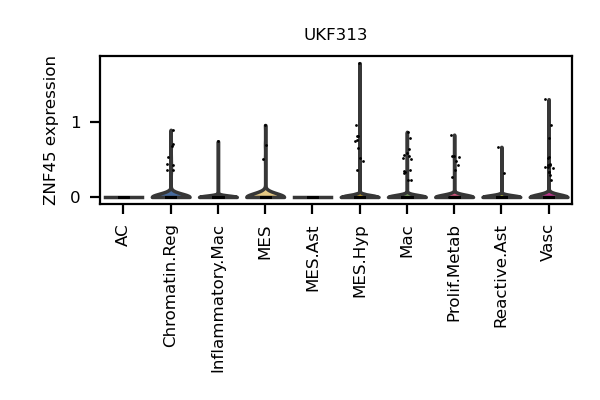 UKF313
ZNF45 expression
1
0
AC
Chromatin.Reg
Inflammatory.Mac
MES
MES.Ast
MES.Hyp
Mac
Prolif.Metab
Reactive.Ast
Vasc